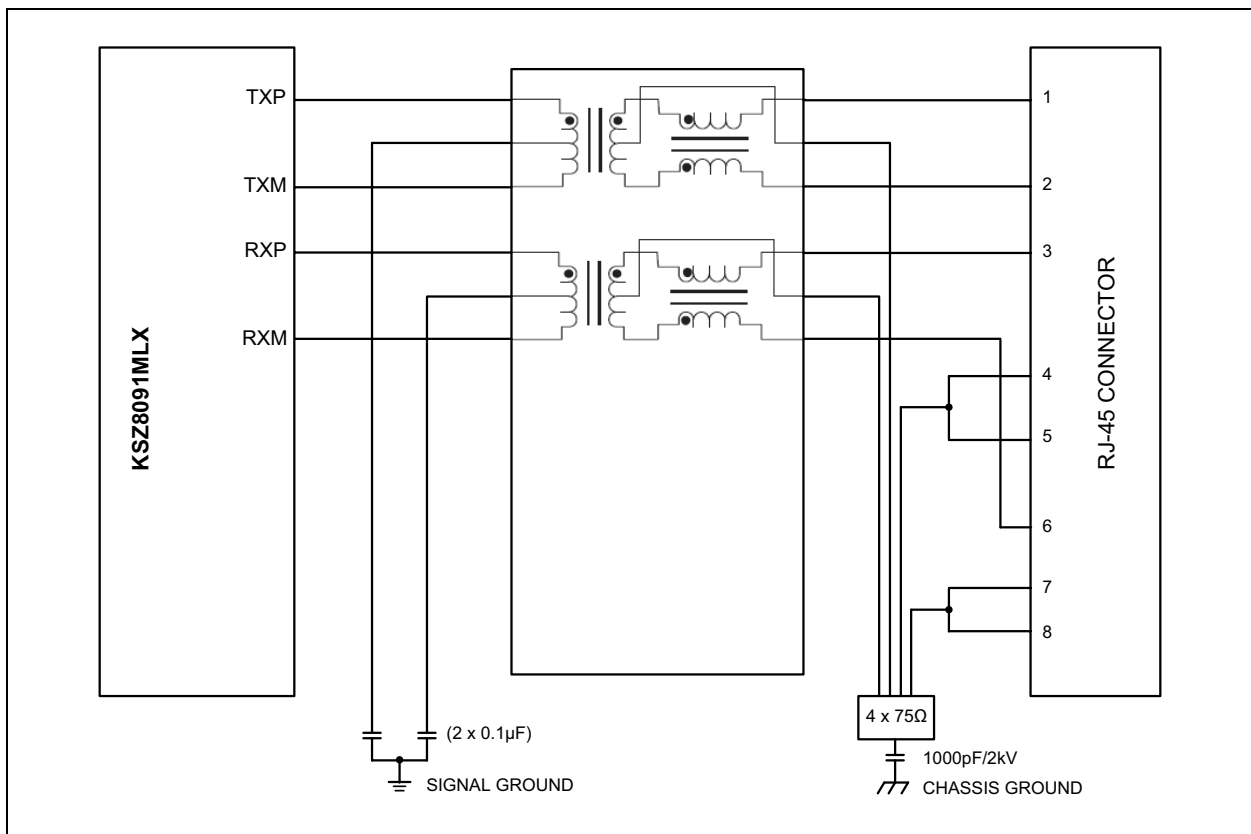 KSZ8091MLX
TXP
TXM
RXP
RXM
1
2
3
4
5
6
7
8
RJ-45 CONNECTOR
(2 x 0.1µF)
SIGNAL GROUND
4 x 75Ω
1000pF/2kV
CHASSIS GROUND